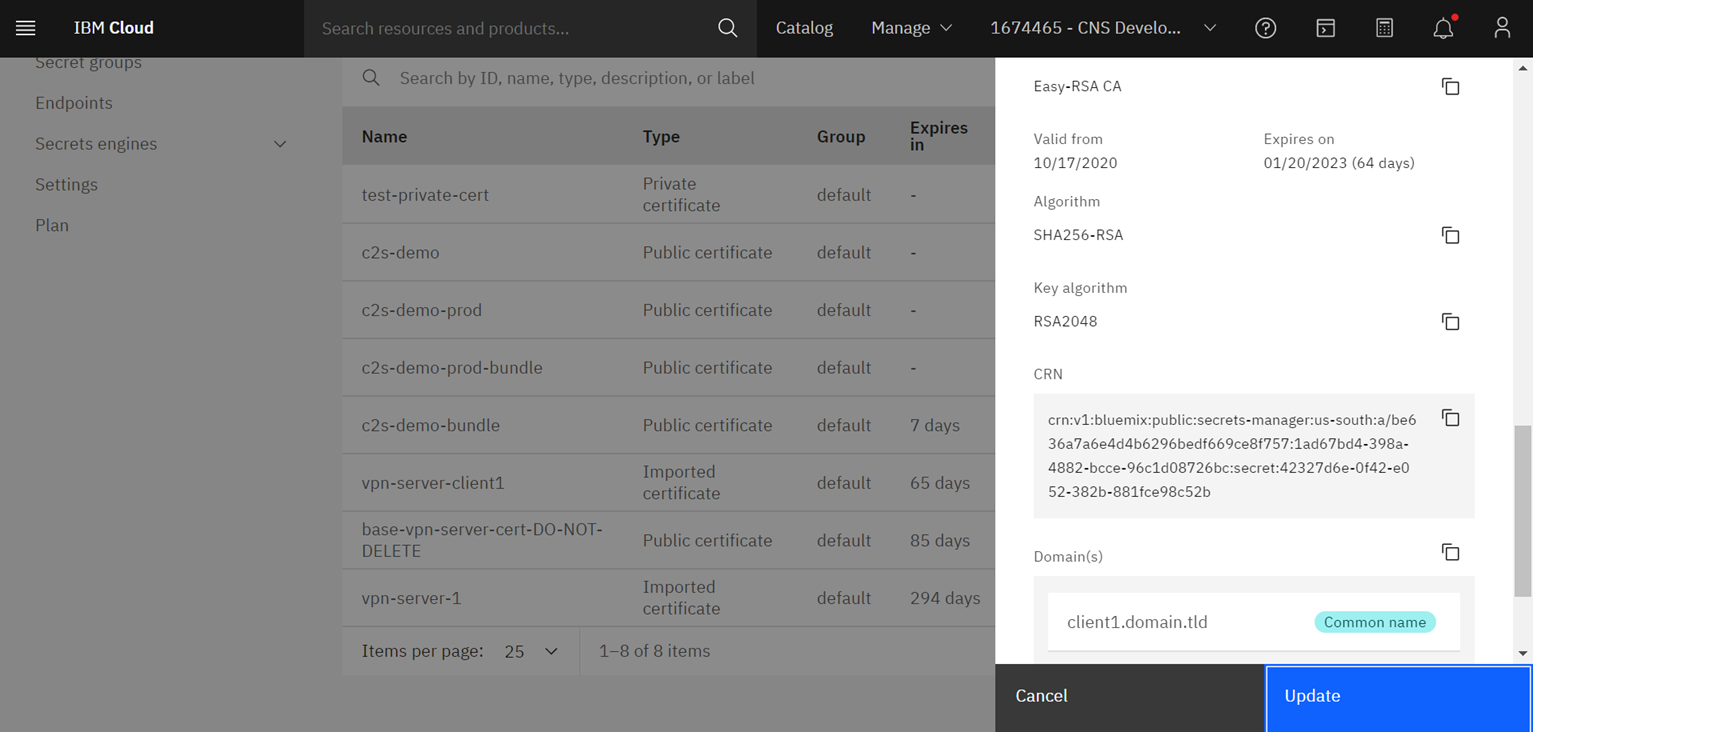 IBM Cloud
Search resources and products...
Catalog
Manage
1674465 - CNS Develo...
Secret groups
Endpoints
Secrets engines
Settings
Plan
Search by ID, name, type, description, or label
Name Type Group Expires in
test-private-cert Private certificate default -
c2s-demo Public certificate default -
c2s-demo-prod Public certificate default -
c2s-demo-prod-bundle Public certificate default -
c2s-demo-bundle Public certificate default 7 days
vpn-server-client1 Imported certificate default 65 days
base-vpn-server-cert-DO-NOT-DELETE Public certificate default 85 days
vpn-server-1 Imported certificate default 294 days
Items per page: 25 1–8 of 8 items
Easy-RSA CA
Valid from Expires on
10/17/2020 01/20/2023 (64 days)
Algorithm
SHA256-RSA
Key algorithm
RSA2048
CRN
crn:v1:bluemix:public:secrets-manager:us-south:a/be6
36a7a6e4d4b6296bedf669ce8f757:1ad67bd4-398a-
4882-bcce-96c1d08726bc:secret:42327d6e-0f42-e0
52-382b-881fce98c52b
Domain(s)
client1.domain.tld Common name
Cancel Update